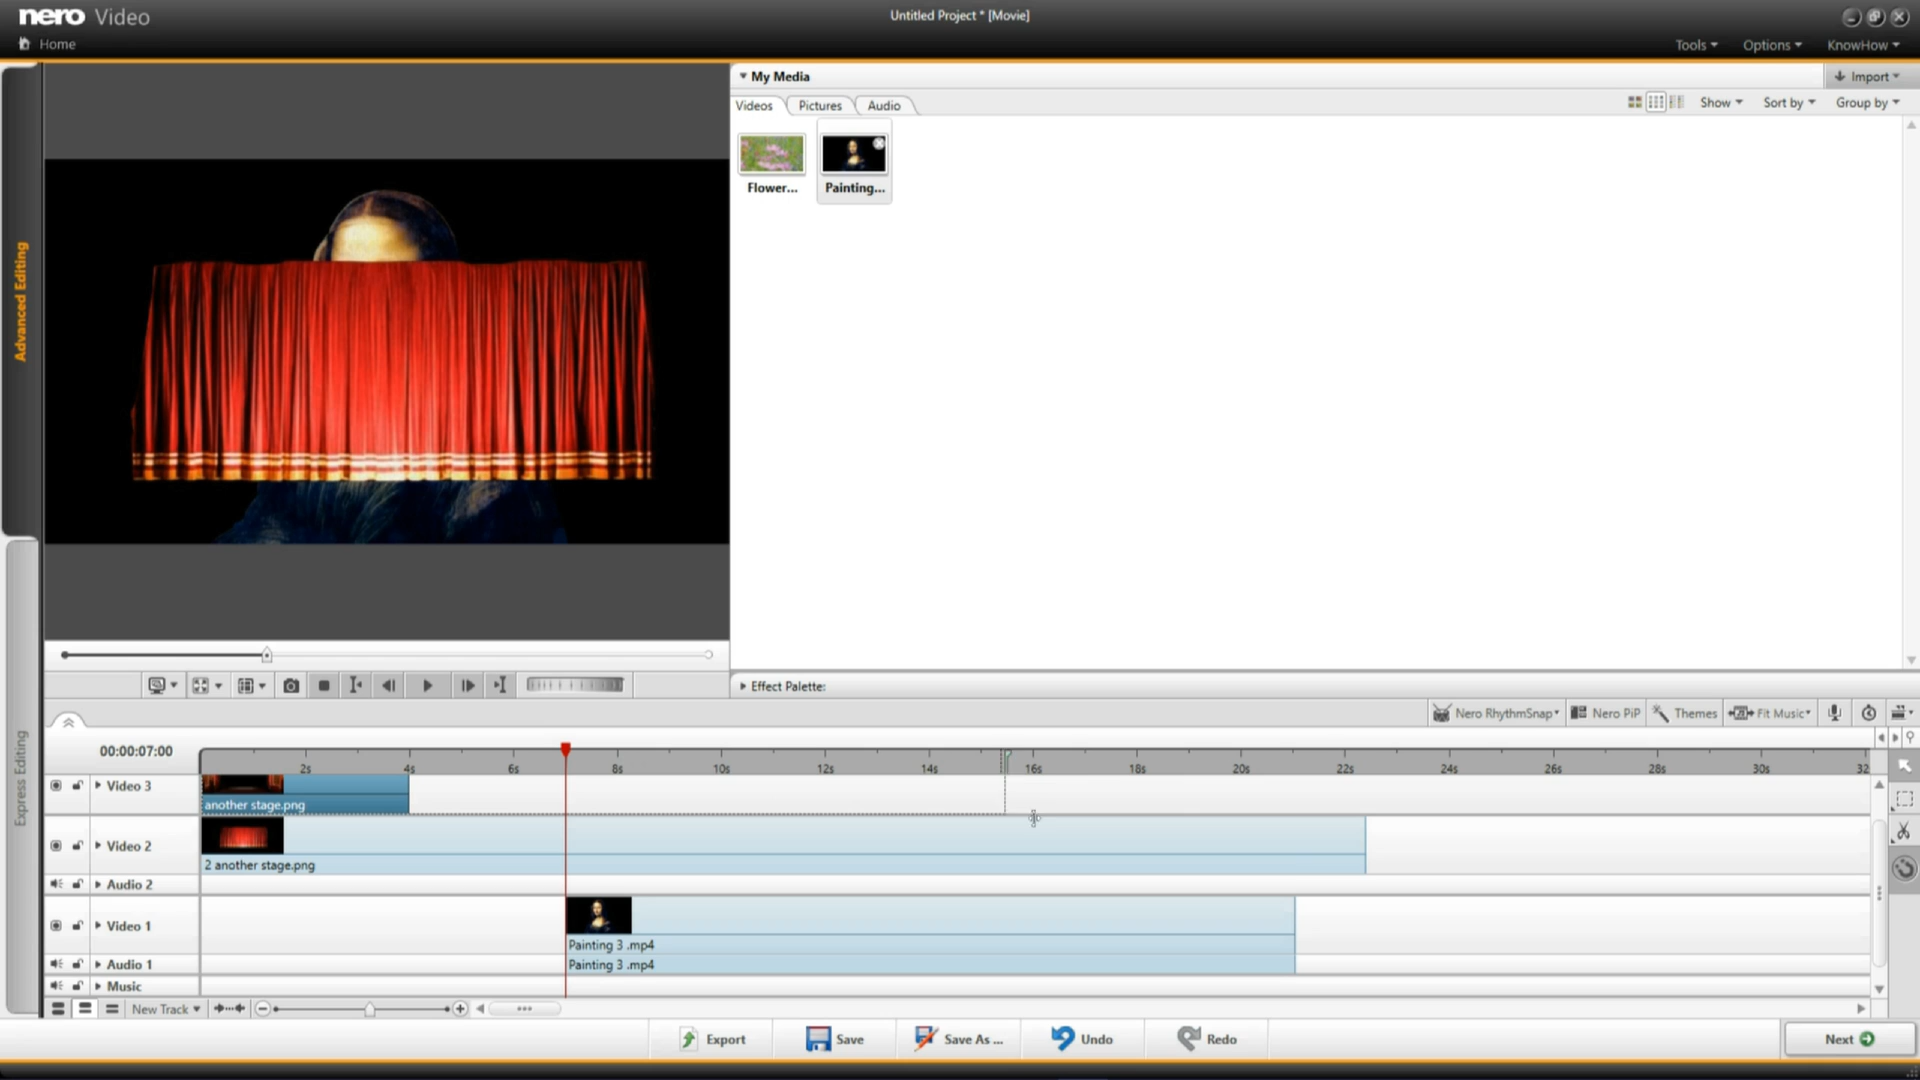 nero Video
Untitled Project * [Movie]
Home
Tools
Options
KnowHow
My Media
Import
Videos
Pictures
Audio
Show
Sort by
Group by
Flower...
Painting...
Advanced Editing
Express Editing
Effect Palette:
Nero RhythmSnap
Nero PiP
Themes
Fit Music
00:00:07:00
2s
4s
6s
8s
10s
12s
14s
16s
18s
20s
22s
24s
26s
28s
30s
32
Video 3
another stage.png
Video 2
2 another stage.png
Audio 2
Video 1
Painting 3 .mp4
Audio 1
Painting 3 .mp4
Music
New Track
Export
Save
Save As ...
Undo
Redo
Next